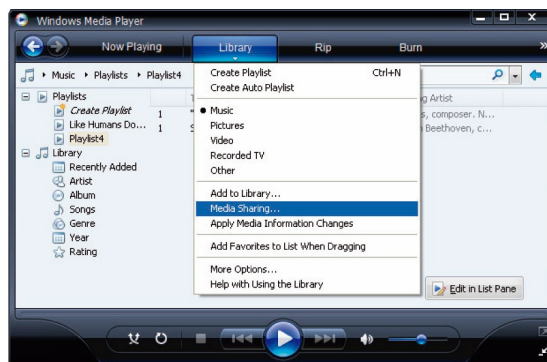 Windows Media Player
Now Playing Library Rip Burn »
Music Playlists Playlist4
Create Playlist Ctrl+N
Create Auto Playlist
Music
Pictures
Video
Recorded TV
Other
Add to Library...
Media Sharing...
Apply Media Information Changes
Add Favorites to List When Dragging
More Options...
Help with Using the Library
Playlists
Create Playlist
Like Humans Do...
Playlist4
Library
Recently Added
Artist
Album
Songs
Genre
Year
Rating
1
1
Artist
s, composer. N...
Beethoven, c...
Edit in List Pane